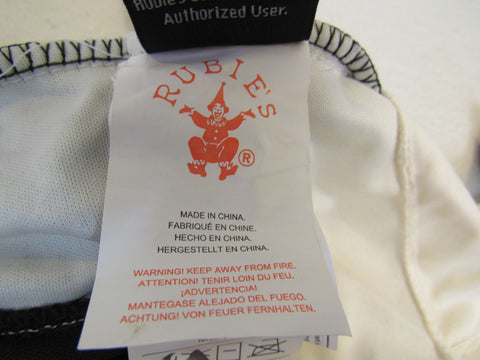 Authorized User.
RUBIE'S
®
MADE IN CHINA.
FABRIQUÉ EN CHINE.
HECHO EN CHINA.
HERGESTELLT EN CHINA.
WARNING! KEEP AWAY FROM FIRE.
ATTENTION! TENIR LOIN DU FEU.
¡ADVERTENCIA!
MANTEGASE ALEJADO DEL FUEGO.
ACHTUNG! VON FEUER FERNHALTEN.